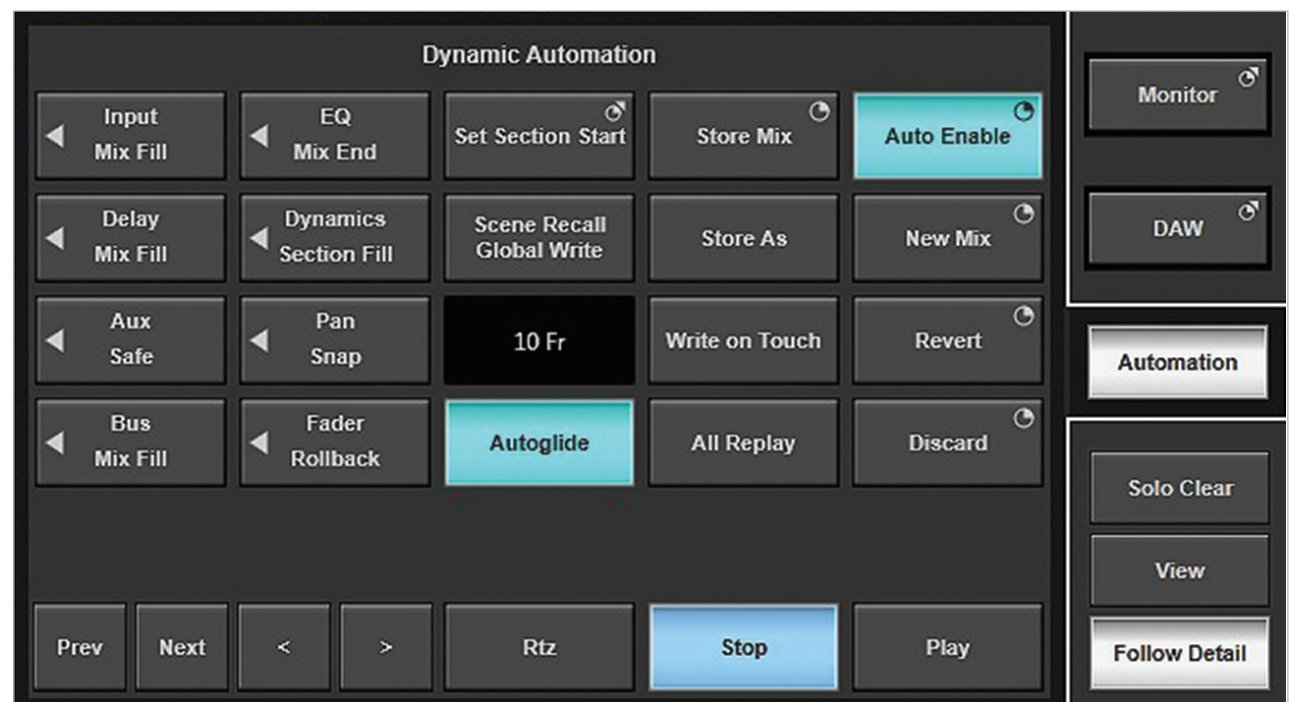 Dynamic Automation
Input
Mix Fill
EQ
Mix End
Set Section Start
Store Mix
Auto Enable
Delay
Mix Fill
Dynamics
Section Fill
Scene Recall
Global Write
Store As
New Mix
Aux
Safe
Pan
Snap
10 Fr
Write on Touch
Revert
Bus
Mix Fill
Fader
Rollback
Autoglide
All Replay
Discard
Prev
Next
<
>
Rtz
Stop
Play
Monitor
DAW
Automation
Solo Clear
View
Follow Detail